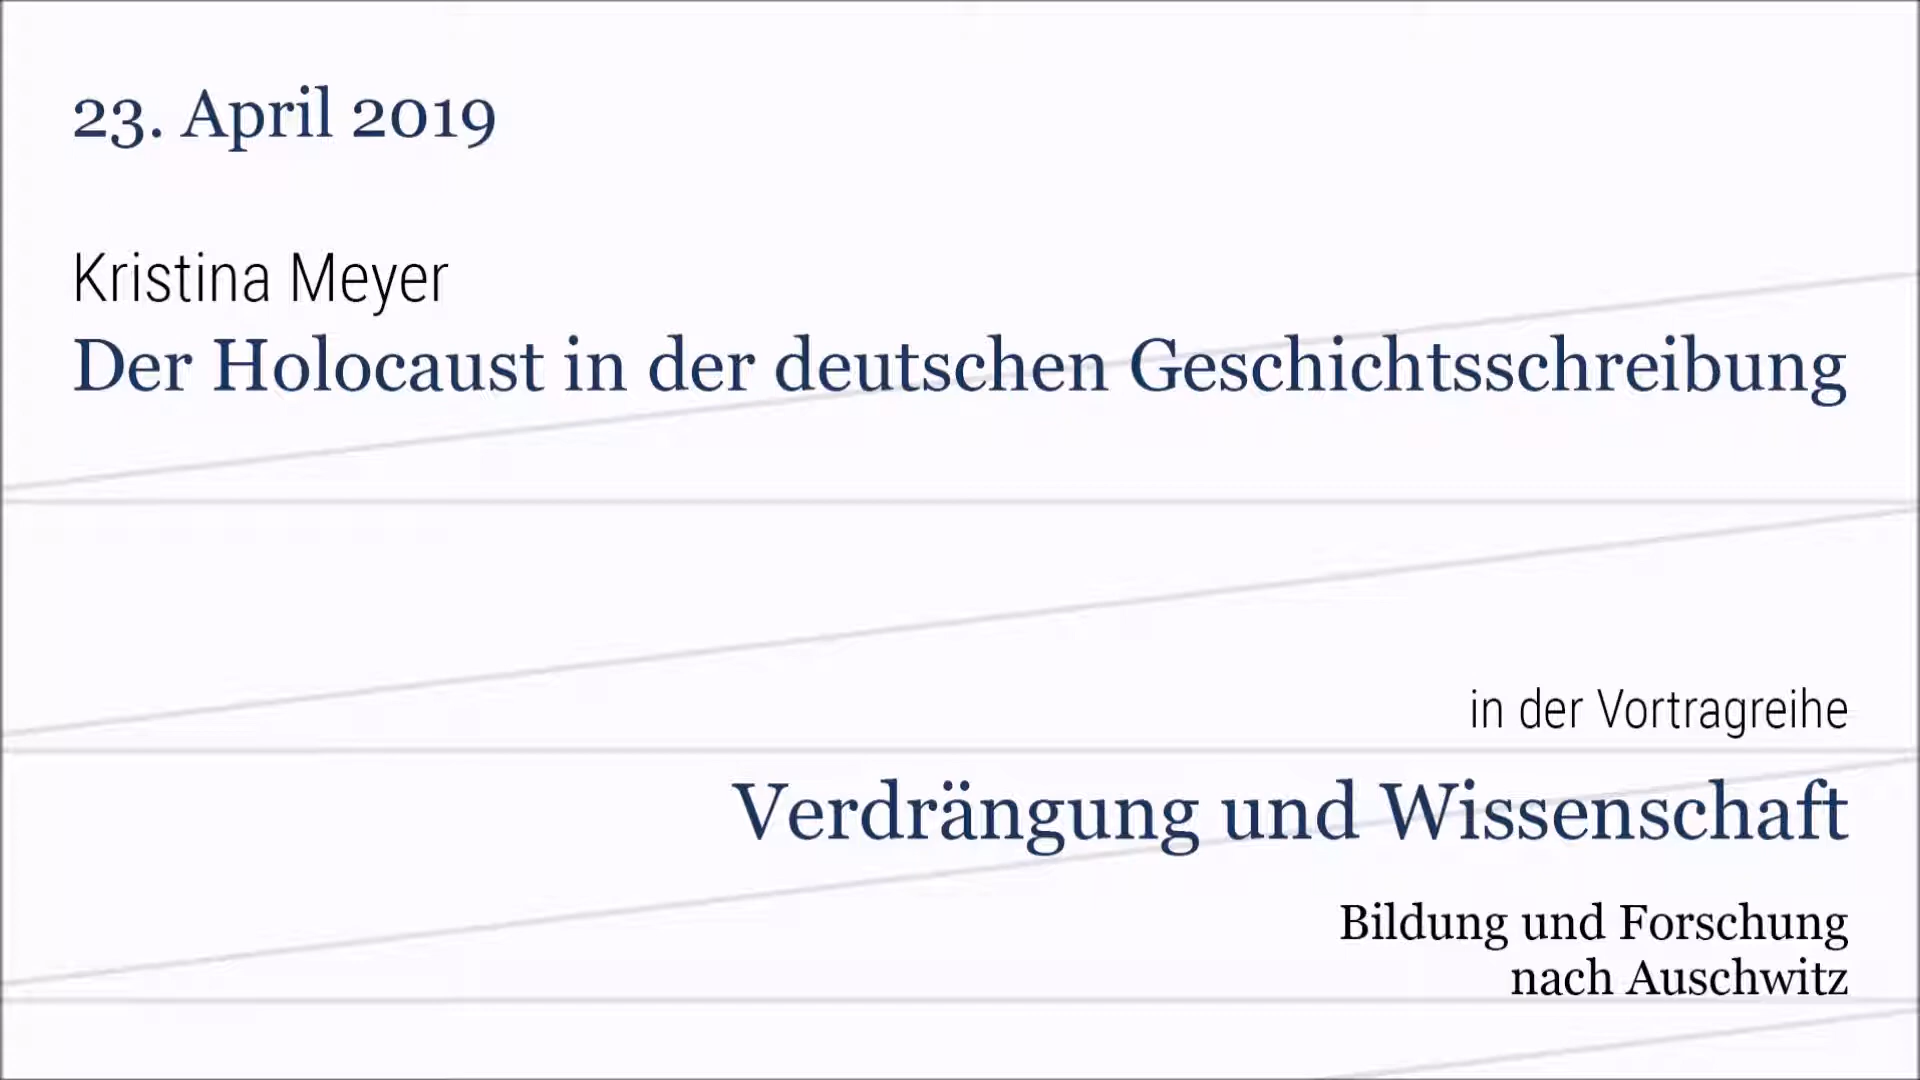 23. April 2019
Kristina Meyer
Der Holocaust in der deutschen Geschichtsschreibung
in der Vortragreihe
Verdrängung und Wissenschaft
Bildung und Forschung
nach Auschwitz